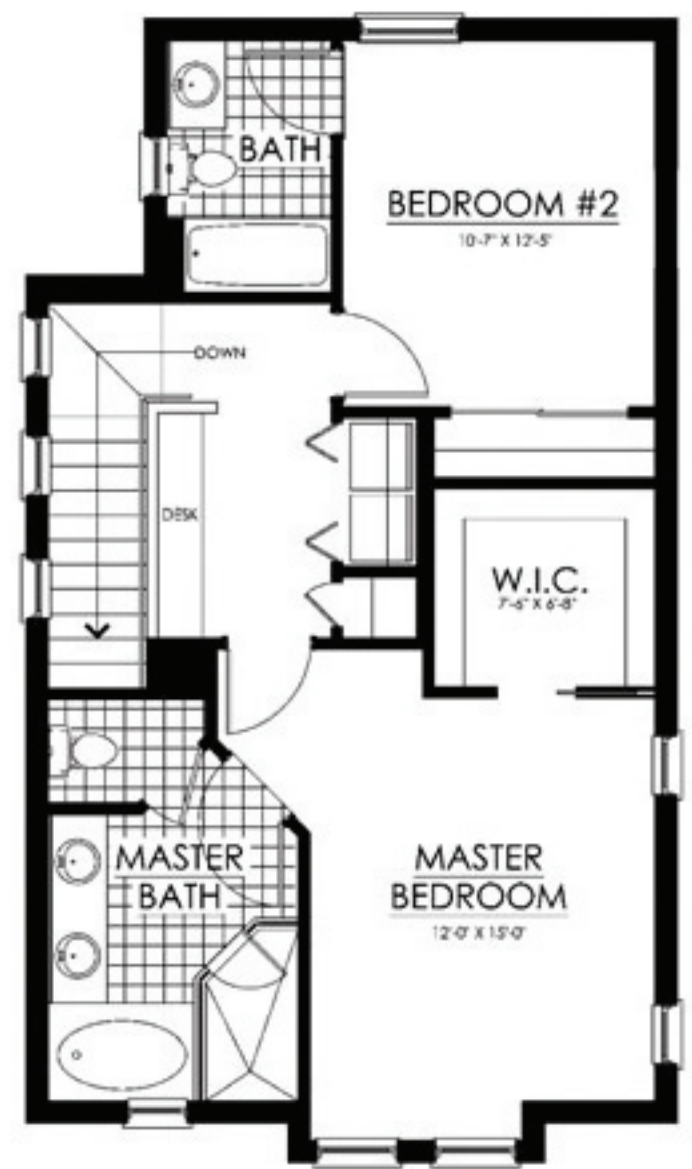 BATH
BEDROOM #2
10'-7" X 12'-5"
DOWN
DESK
W.I.C.
7'-6" X 6'-8"
MASTER
BATH
MASTER
BEDROOM
12'-0" X 15'-0"